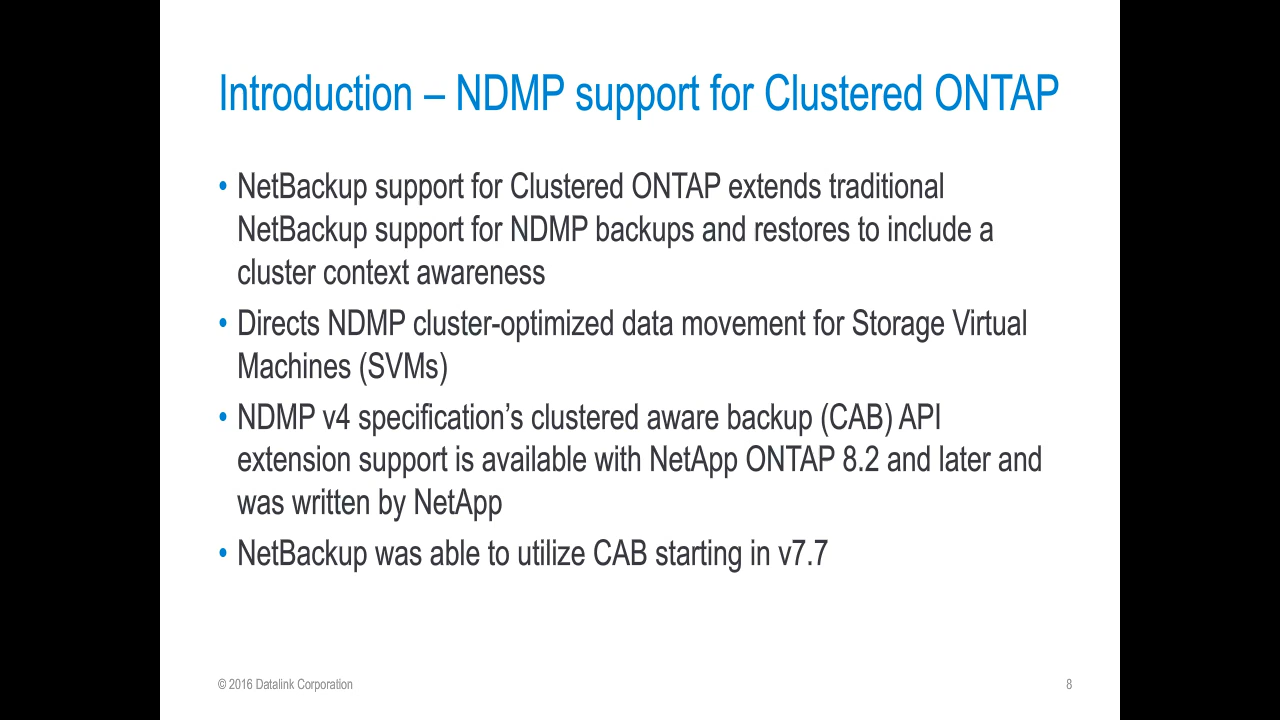 Introduction – NDMP support for Clustered ONTAP
• NetBackup support for Clustered ONTAP extends traditional
NetBackup support for NDMP backups and restores to include a
cluster context awareness
• Directs NDMP cluster-optimized data movement for Storage Virtual
Machines (SVMs)
• NDMP v4 specification’s clustered aware backup (CAB) API
extension support is available with NetApp ONTAP 8.2 and later and
was written by NetApp
• NetBackup was able to utilize CAB starting in v7.7
© 2016 Datalink Corporation
8